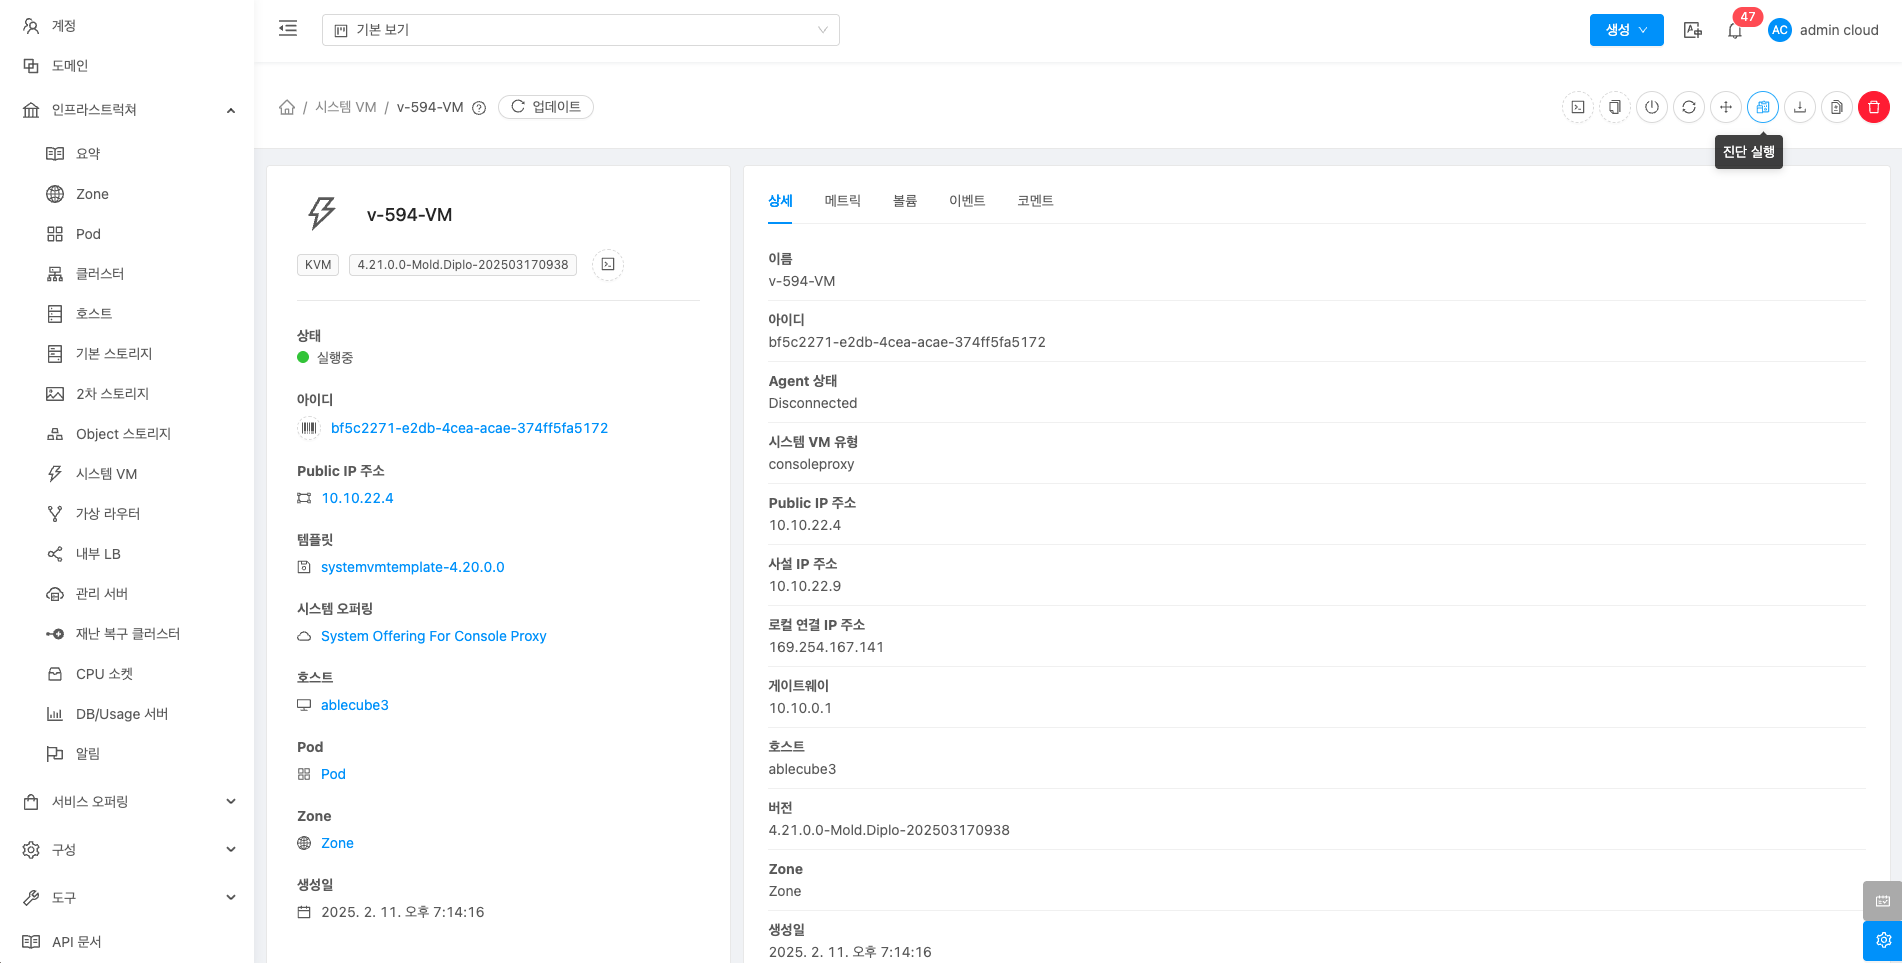 계정
도메인
인프라스트럭쳐
요약
Zone
Pod
클러스터
호스트
기본 스토리지
2차 스토리지
Object 스토리지
시스템 VM
가상 라우터
내부 LB
관리 서버
재난 복구 클러스터
CPU 소켓
DB/Usage 서버
알림
서비스 오퍼링
구성
도구
API 문서
기본 보기
생성
47
AC admin cloud
/ 시스템 VM / v-594-VM
업데이트
진단 실행
v-594-VM
KVM 4.21.0.0-Mold.Diplo-202503170938
상태
실행중
아이디
bf5c2271-e2db-4cea-acae-374ff5fa5172
Public IP 주소
10.10.22.4
템플릿
systemvmtemplate-4.20.0.0
시스템 오퍼링
System Offering For Console Proxy
호스트
ablecube3
Pod
Pod
Zone
Zone
생성일
2025. 2. 11. 오후 7:14:16
상세 메트릭 볼륨 이벤트 코멘트
이름
v-594-VM
아이디
bf5c2271-e2db-4cea-acae-374ff5fa5172
Agent 상태
Disconnected
시스템 VM 유형
consoleproxy
Public IP 주소
10.10.22.4
사설 IP 주소
10.10.22.9
로컬 연결 IP 주소
169.254.167.141
게이트웨이
10.10.0.1
호스트
ablecube3
버전
4.21.0.0-Mold.Diplo-202503170938
Zone
Zone
생성일
2025. 2. 11. 오후 7:14:16